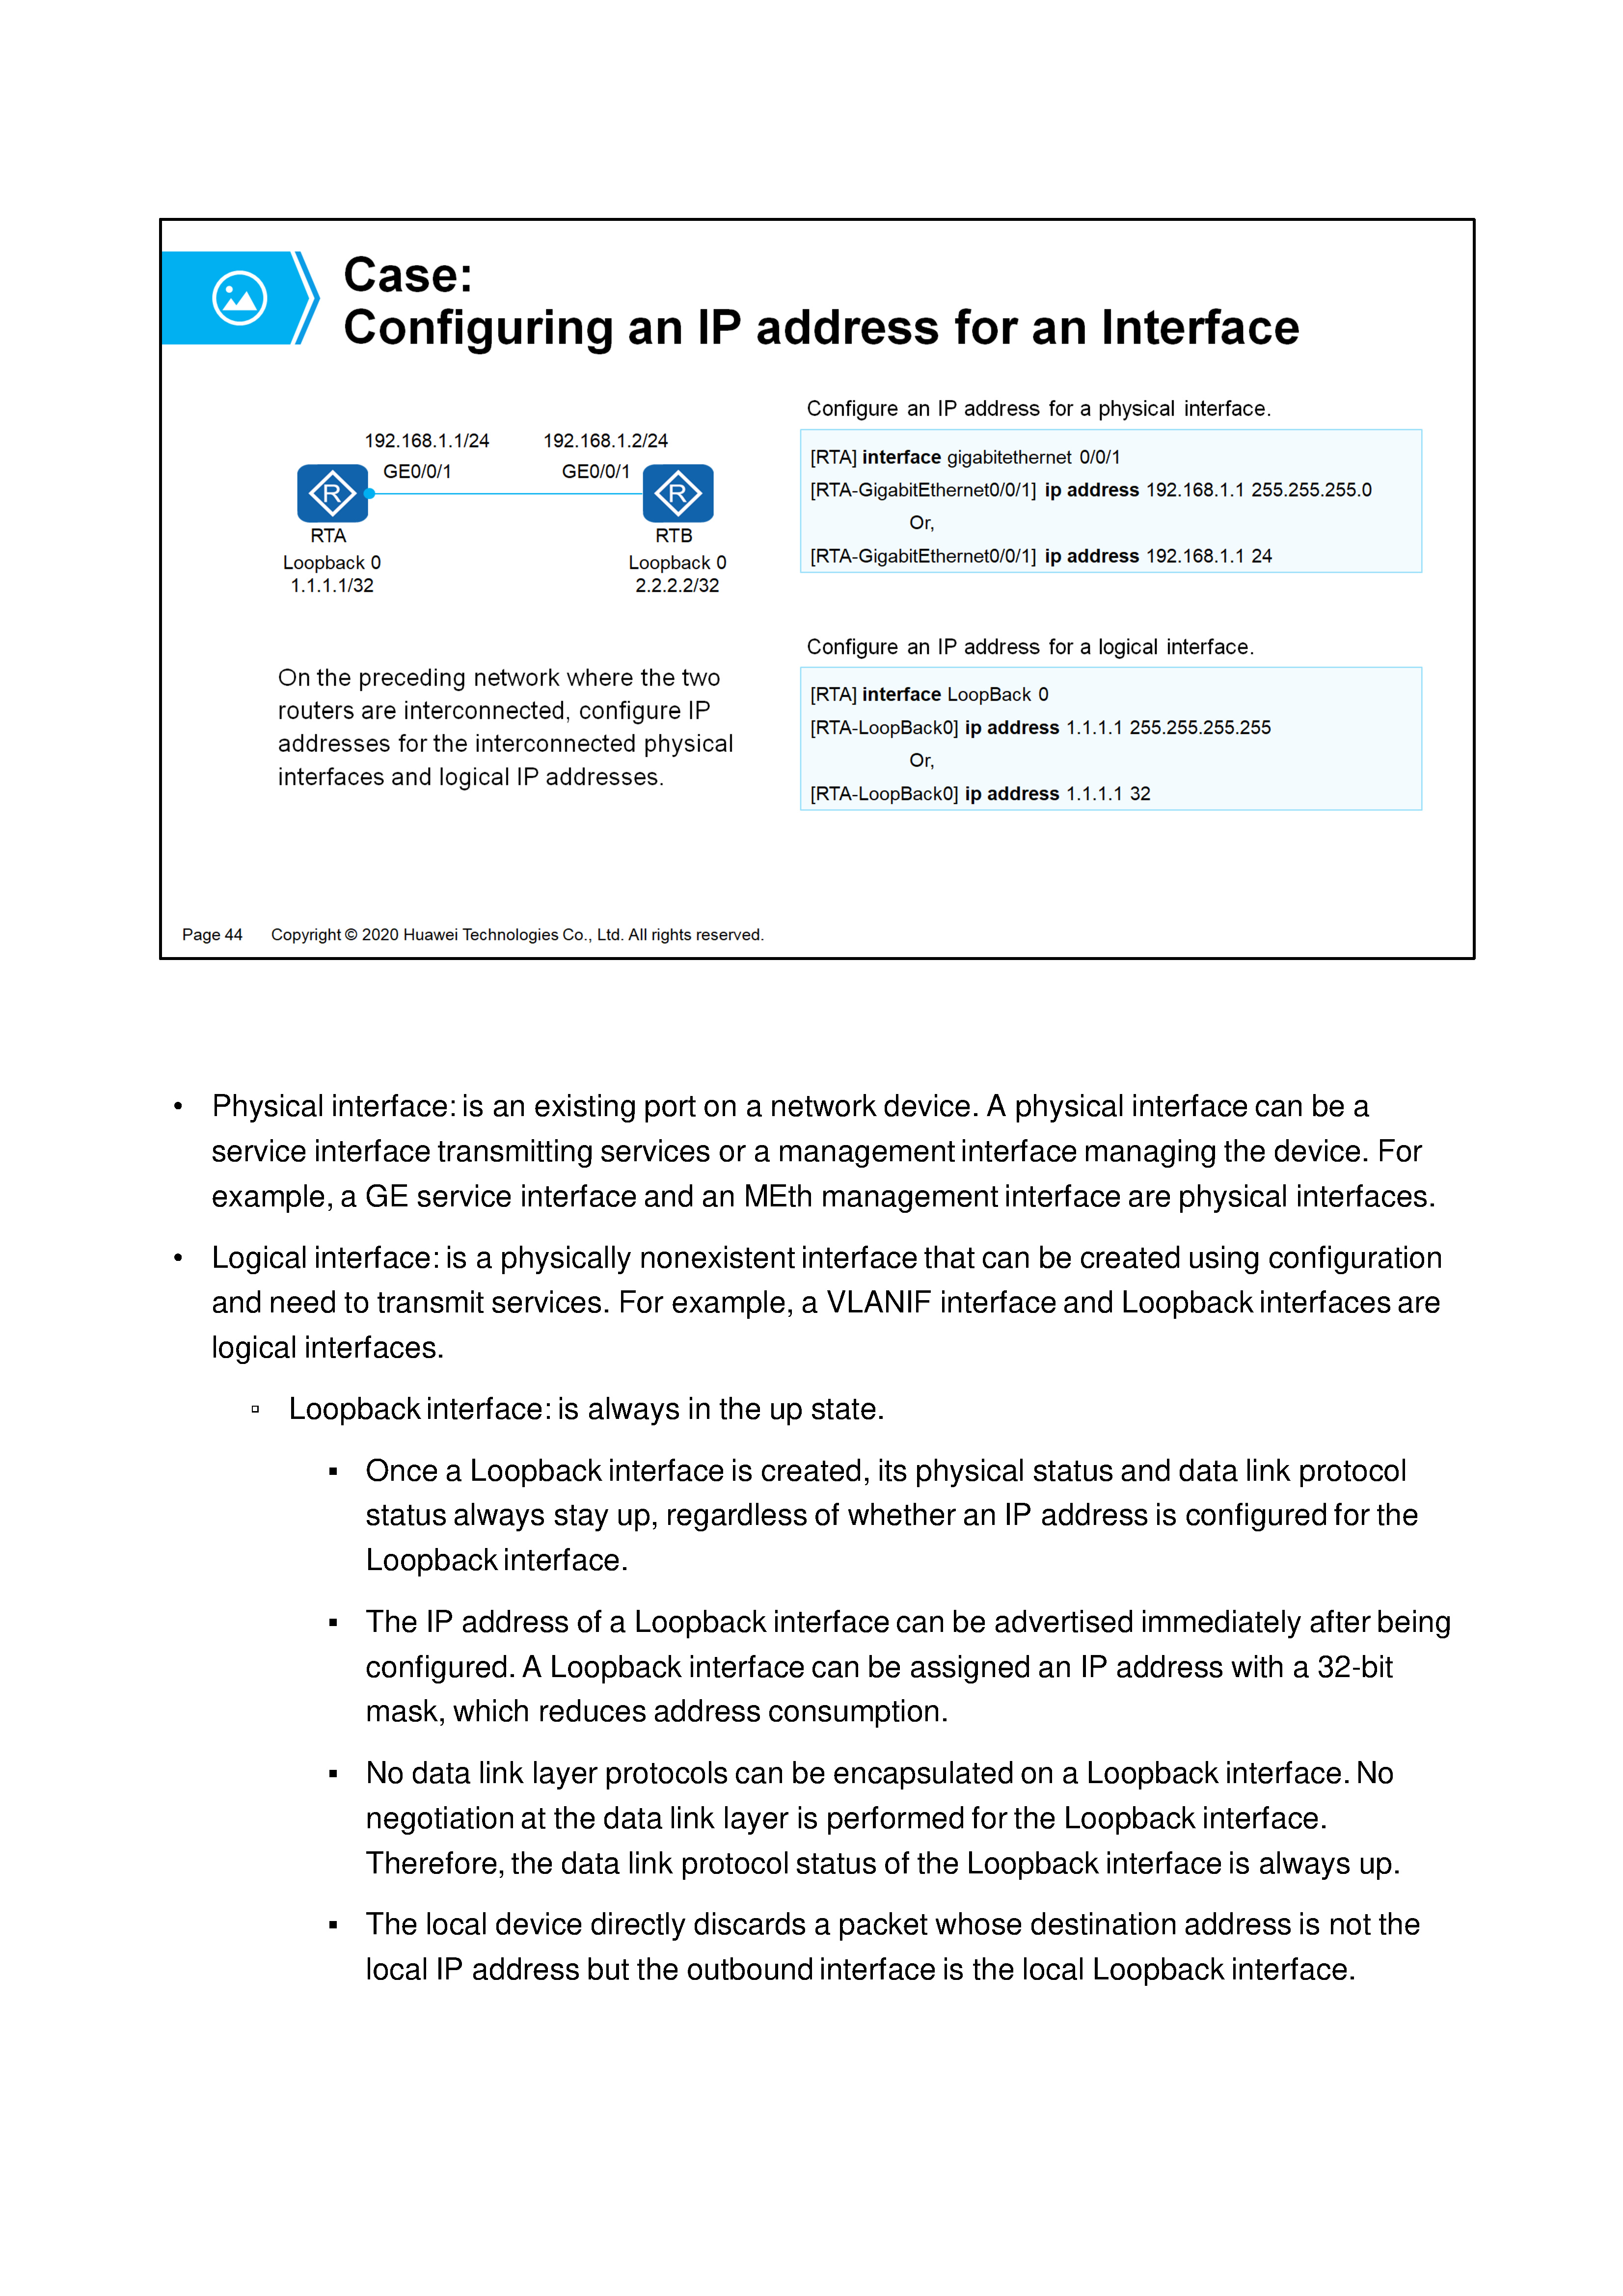 Case:
Configuring an IP address for an Interface
192.168.1.1/24 192.168.1.2/24
GE0/0/1 GE0/0/1
R R
RTA RTB
Loopback 0 Loopback 0
1.1.1.1/32 2.2.2.2/32
On the preceding network where the two
routers are interconnected, configure IP
addresses for the interconnected physical
interfaces and logical IP addresses.
Configure an IP address for a physical interface.
[RTA] interface gigabitethernet 0/0/1
[RTA-GigabitEthernet0/0/1] ip address 192.168.1.1 255.255.255.0
Or,
[RTA-GigabitEthernet0/0/1] ip address 192.168.1.1 24
Configure an IP address for a logical interface.
[RTA] interface LoopBack 0
[RTA-LoopBack0] ip address 1.1.1.1 255.255.255.255
Or,
[RTA-LoopBack0] ip address 1.1.1.1 32
Page 44 Copyright © 2020 Huawei Technologies Co., Ltd. All rights reserved.
• Physical interface: is an existing port on a network device. A physical interface can be a
service interface transmitting services or a management interface managing the device. For
example, a GE service interface and an MEth management interface are physical interfaces.
• Logical interface: is a physically nonexistent interface that can be created using configuration
and need to transmit services. For example, a VLANIF interface and Loopback interfaces are
logical interfaces.
▫ Loopback interface: is always in the up state.
▪ Once a Loopback interface is created, its physical status and data link protocol
status always stay up, regardless of whether an IP address is configured for the
Loopback interface.
▪ The IP address of a Loopback interface can be advertised immediately after being
configured. A Loopback interface can be assigned an IP address with a 32-bit
mask, which reduces address consumption.
▪ No data link layer protocols can be encapsulated on a Loopback interface. No
negotiation at the data link layer is performed for the Loopback interface.
Therefore, the data link protocol status of the Loopback interface is always up.
▪ The local device directly discards a packet whose destination address is not the
local IP address but the outbound interface is the local Loopback interface.